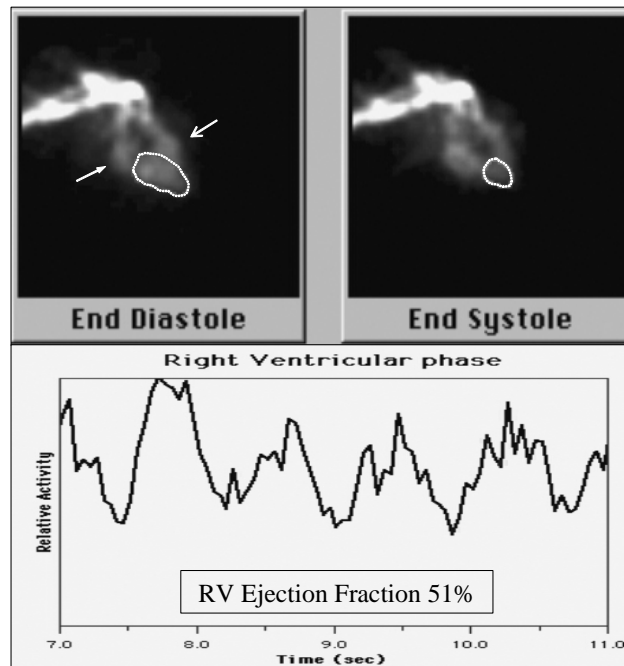 End Diastole
End Systole
Right Ventricular phase
Relative Activity
RV Ejection Fraction 51%
7.0 8.0 9.0 10.0 11.0
Time (sec)